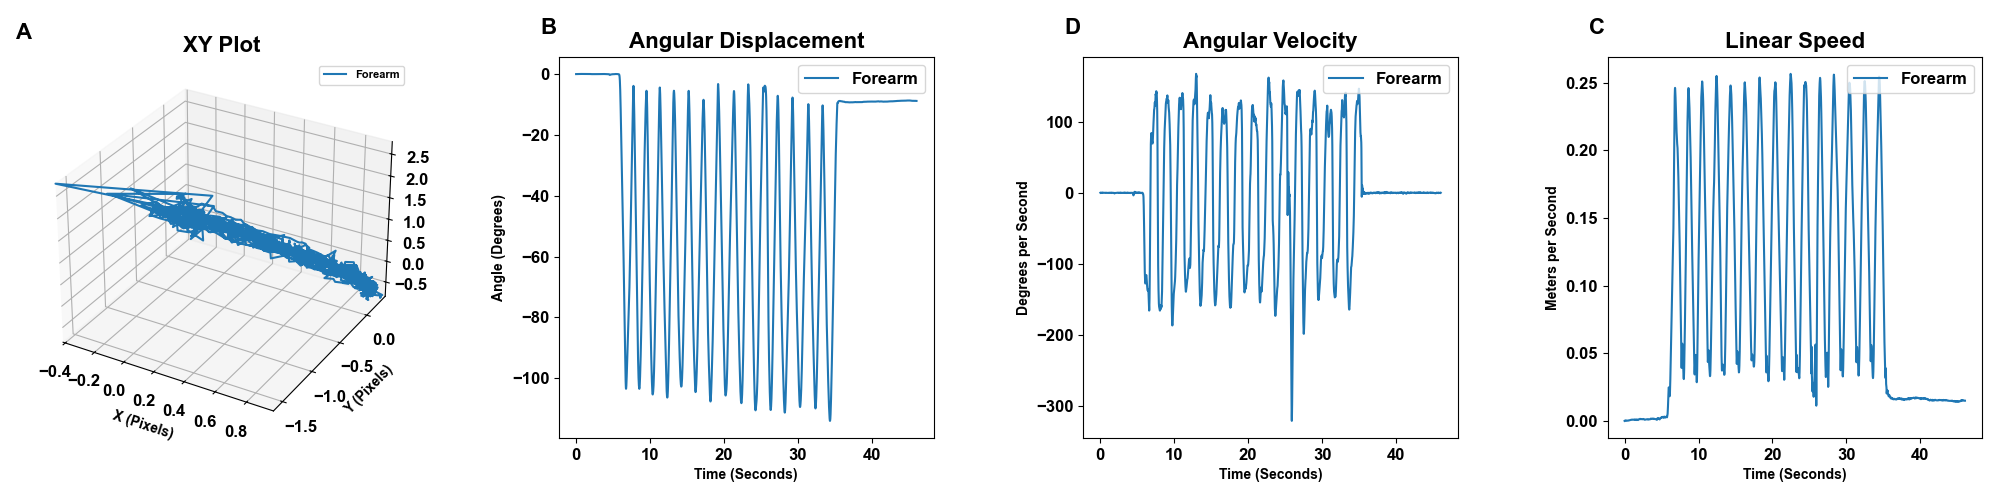 A
XY Plot
Forearm
2.5
2.0
1.5
1.0
0.5
0.0
−0.5
0.0
−0.5
−1.0
−1.5
Y (Pixels)
−0.4
−0.2
0.0
0.2
0.4
0.6
0.8
X (Pixels)
B
Angular Displacement
Forearm
0
−20
−40
−60
−80
−100
Angle (Degrees)
0 10 20 30 40
Time (Seconds)
D
Angular Velocity
Forearm
100
0
−100
−200
−300
Degrees per Second
0 10 20 30 40
Time (Seconds)
C
Linear Speed
Forearm
0.25
0.20
0.15
0.10
0.05
0.00
Meters per Second
0 10 20 30 40
Time (Seconds)